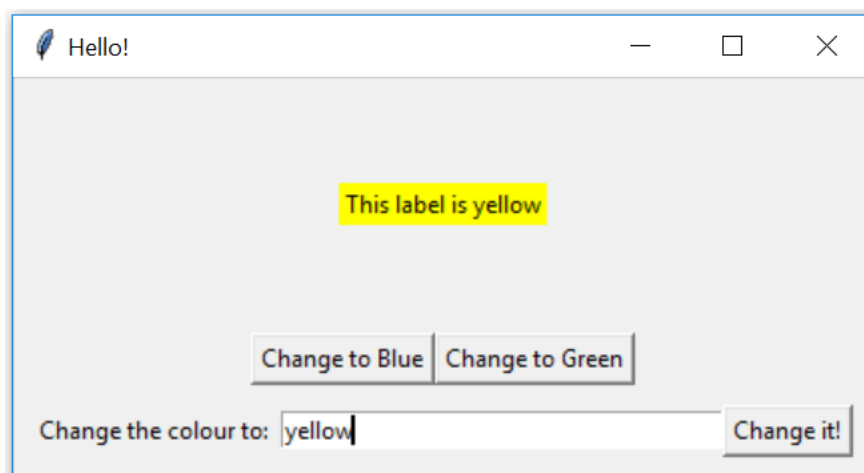 Hello!
This label is yellow
Change to Blue Change to Green
Change the colour to: yellow Change it!